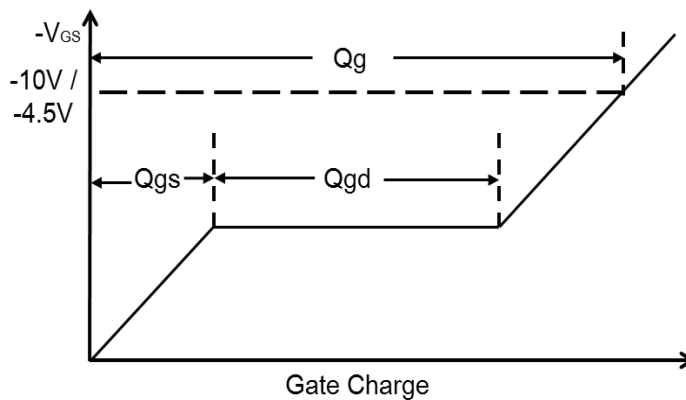 -VGS
Qg
-10V /
-4.5V
Qgs
Qgd
Gate Charge